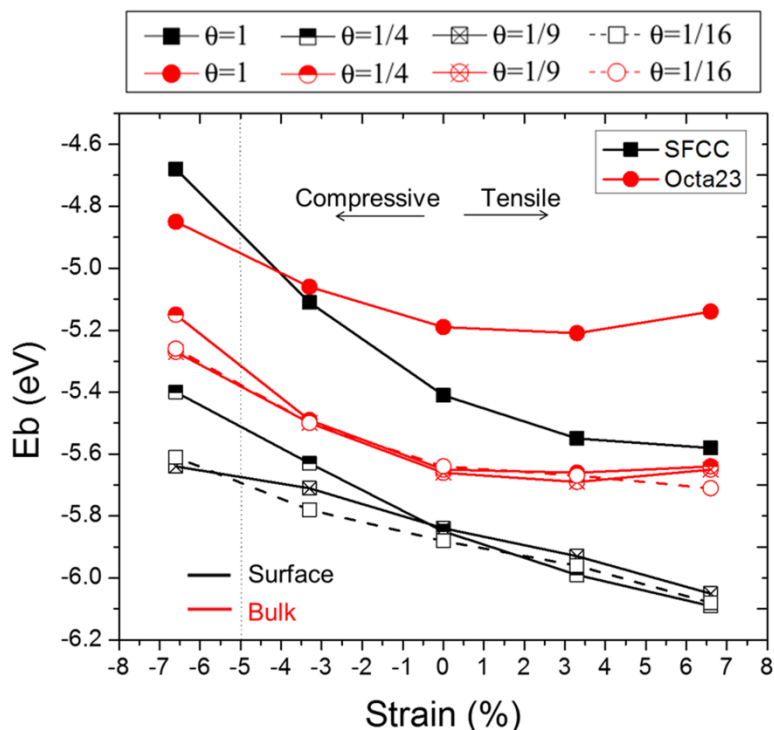 θ=1 θ=1/4 θ=1/9 θ=1/16
θ=1 θ=1/4 θ=1/9 θ=1/16
SFCC
Octa23
Compressive Tensile
-4.6
-4.8
-5.0
-5.2
-5.4
-5.6
-5.8
-6.0
-6.2
Eb (eV)
Surface
Bulk
-8 -7 -6 -5 -4 -3 -2 -1 0 1 2 3 4 5 6 7 8
Strain (%)